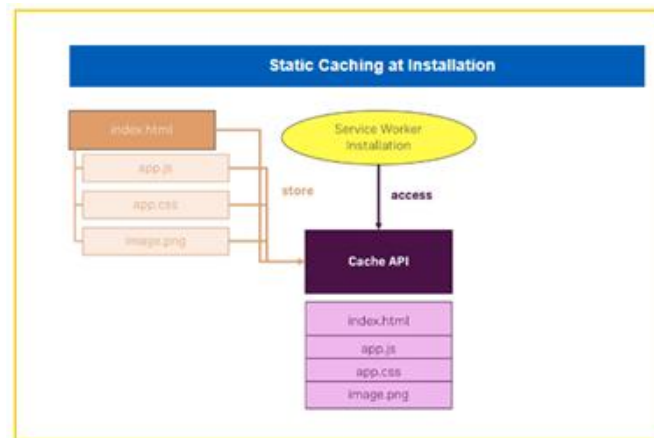 Static Caching at Installation
index.html
Service Worker
Installation
app.js
store
access
app.css
image.png
Cache API
index.html
app.js
app.css
image.png